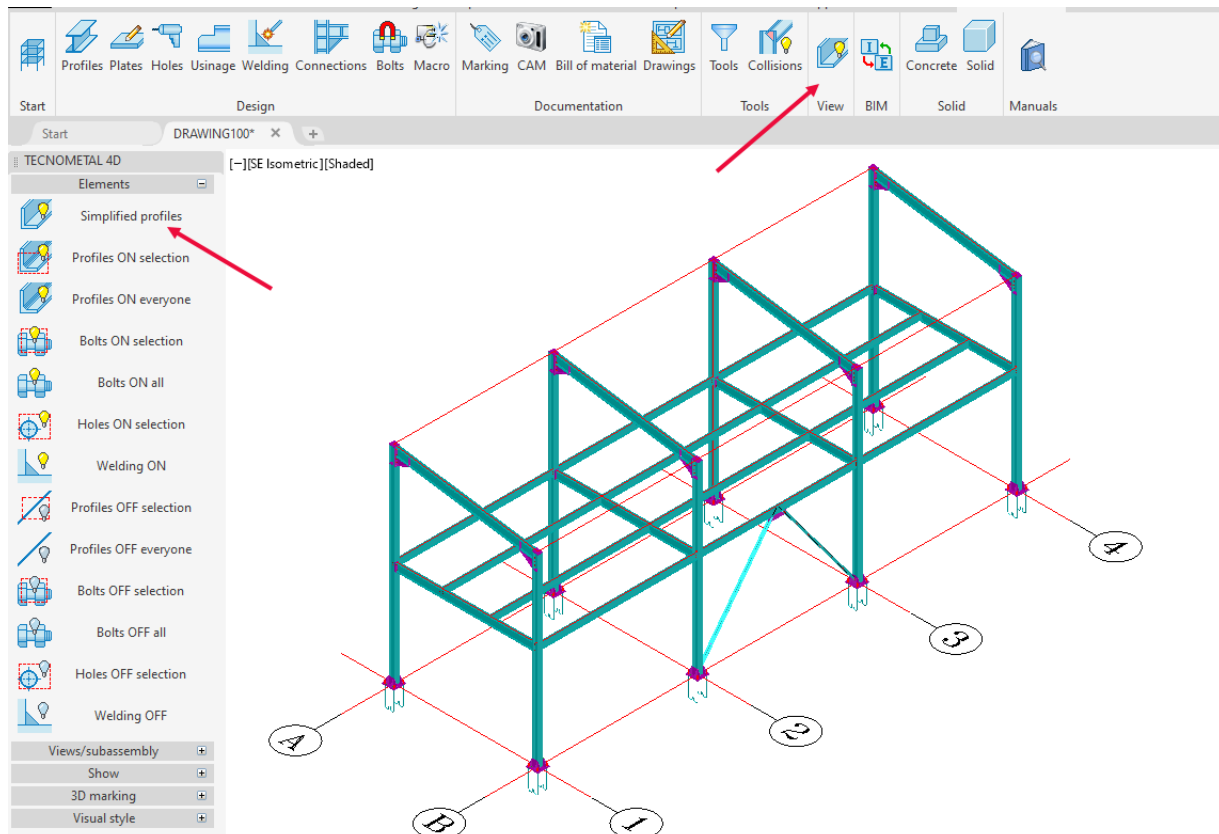 Profiles Plates Holes Usinage Welding Connections Bolts Macro Marking CAM Bill of material Drawings Tools Collisions Concrete Solid
Start Design Documentation Tools View BIM Solid Manuals
Start DRAWING100* × +
TECNOMETAL 4D
[−][SE Isometric][Shaded]
Elements
Simplified profiles
Profiles ON selection
Profiles ON everyone
Bolts ON selection
Bolts ON all
Holes ON selection
Welding ON
Profiles OFF selection
Profiles OFF everyone
Bolts OFF selection
Bolts OFF all
Holes OFF selection
Welding OFF
Views/subassembly
Show
3D marking
Visual style
I E
4
3
2
A
B 1